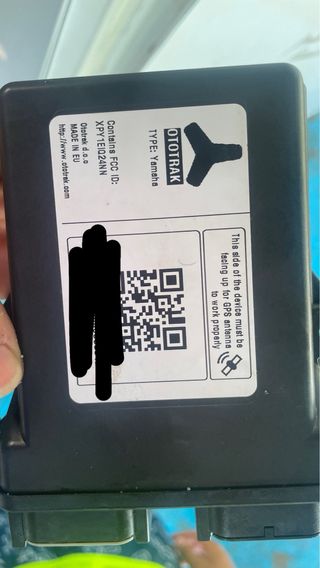 OTOTRAK
TYPE: Yamaha
Contains FCC ID:
XPY1EIQ24NN
Ototrak d.o.o
MADE IN EU
http://www.ototrak.com
This side of the device must be
facing up for GPS antenna
to work properly